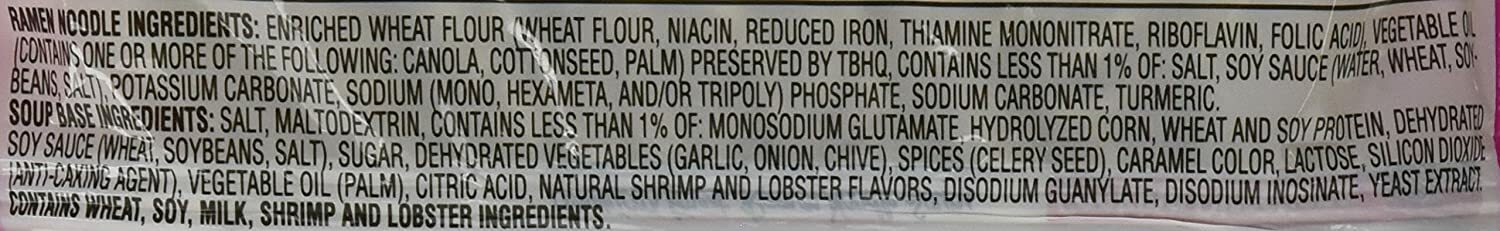 RAMEN NOODLE INGREDIENTS: ENRICHED WHEAT FLOUR (WHEAT FLOUR, NIACIN, REDUCED IRON, THIAMINE MONONITRATE, RIBOFLAVIN, FOLIC ACID), VEGETABLE OIL
(CONTAINS ONE OR MORE OF THE FOLLOWING: CANOLA, COTTONSEED, PALM) PRESERVED BY TBHQ, CONTAINS LESS THAN 1% OF: SALT, SOY SAUCE (WATER, WHEAT, SOY-
BEANS, SALT), POTASSIUM CARBONATE, SODIUM (MONO, HEXAMETA, AND/OR TRIPOLY) PHOSPHATE, SODIUM CARBONATE, TURMERIC.
SOUP BASE INGREDIENTS: SALT, MALTODEXTRIN, CONTAINS LESS THAN 1% OF: MONOSODIUM GLUTAMATE, HYDROLYZED CORN, WHEAT AND SOY PROTEIN, DEHYDRATED
SOY SAUCE (WHEAT, SOYBEANS, SALT), SUGAR, DEHYDRATED VEGETABLES (GARLIC, ONION, CHIVE), SPICES (CELERY SEED), CARAMEL COLOR, LACTOSE, SILICON DIOXIDE
(ANTI-CAKING AGENT), VEGETABLE OIL (PALM), CITRIC ACID, NATURAL SHRIMP AND LOBSTER FLAVORS, DISODIUM GUANYLATE, DISODIUM INOSINATE, YEAST EXTRACT.
CONTAINS WHEAT, SOY, MILK, SHRIMP AND LOBSTER INGREDIENTS.